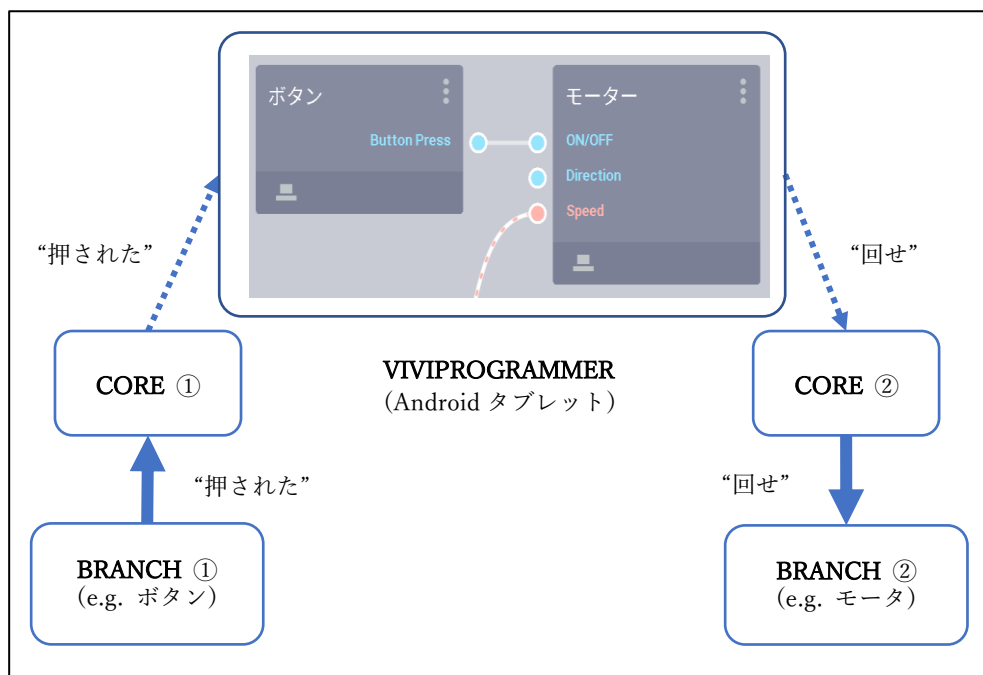 ボタン
モーター
Button Press
ON/OFF
Direction
Speed
“押された”
“回せ”
CORE ①
VIVIPROGRAMMER
(Android タブレット)
CORE ②
“押された”
“回せ”
BRANCH ①
(e.g. ボタン)
BRANCH ②
(e.g. モータ)